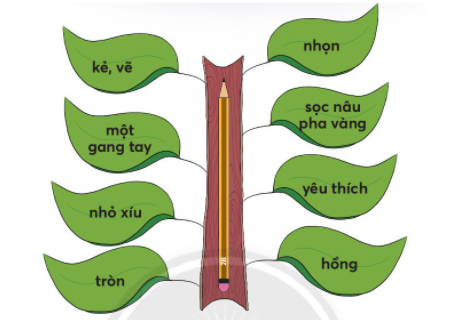 kẻ, vẽ
một
gang tay
nhỏ xíu
tròn
nhọn
sọc nâu
pha vàng
yêu thích
hồng